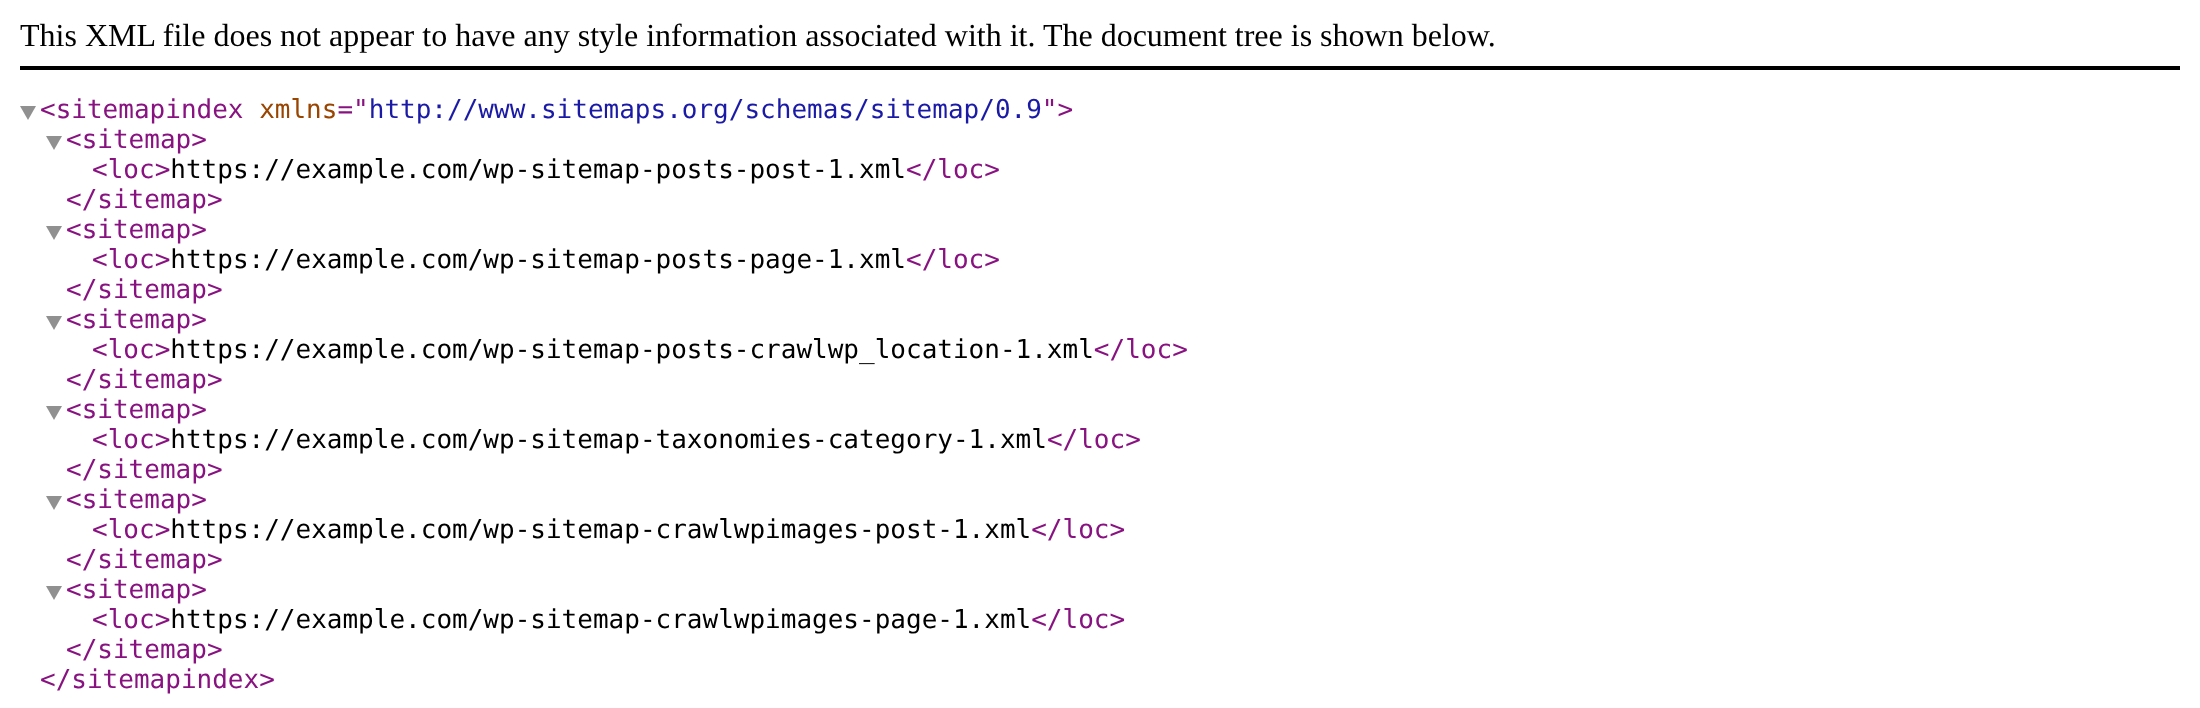 This XML file does not appear to have any style information associated with it. The document tree is shown below.
<sitemapindex xmlns="http://www.sitemaps.org/schemas/sitemap/0.9">
<sitemap>
<loc>https://example.com/wp-sitemap-posts-post-1.xml</loc>
</sitemap>
<sitemap>
<loc>https://example.com/wp-sitemap-posts-page-1.xml</loc>
</sitemap>
<sitemap>
<loc>https://example.com/wp-sitemap-posts-crawlwp_location-1.xml</loc>
</sitemap>
<sitemap>
<loc>https://example.com/wp-sitemap-taxonomies-category-1.xml</loc>
</sitemap>
<sitemap>
<loc>https://example.com/wp-sitemap-crawlwpimages-post-1.xml</loc>
</sitemap>
<sitemap>
<loc>https://example.com/wp-sitemap-crawlwpimages-page-1.xml</loc>
</sitemap>
</sitemapindex>